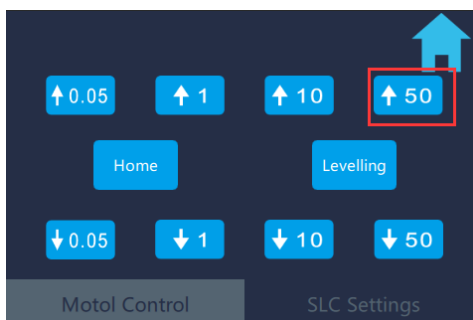 ↑ 0.05 ↑ 1 ↑ 10 ↑ 50
Home Levelling
↓ 0.05 ↓ 1 ↓ 10 ↓ 50
Motol Control SLC Settings